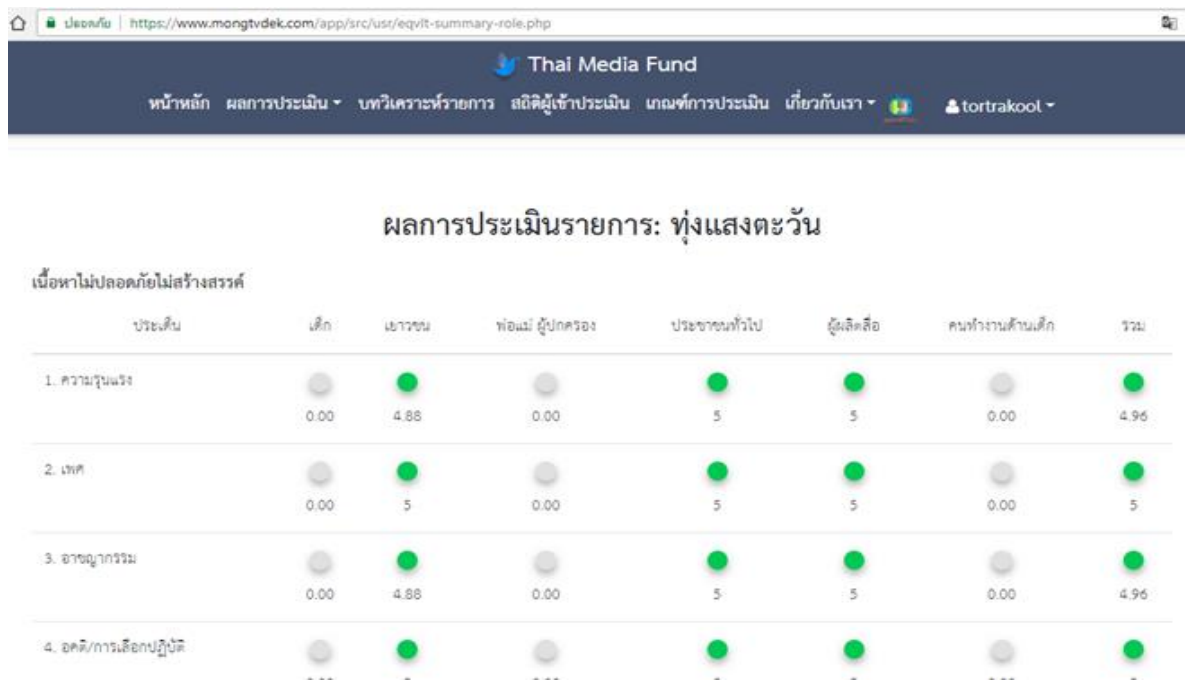 ปลอดภัย | https://www.mongtvdek.com/app/src/usr/eqvlt-summary-role.php
Thai Media Fund
หน้าหลัก ผลการประเมิน บทวิเคราะห์รายการ สถิติผู้เข้าประเมิน เกณฑ์การประเมิน เกี่ยวกับเรา tortrakool
ผลการประเมินรายการ: ทุ่งแสงตะวัน
เนื้อหาไม่ปลอดภัยไม่สร้างสรรค์
ประเด็น เด็ก เยาวชน พ่อแม่ ผู้ปกครอง ประชาชนทั่วไป ผู้ผลิตสื่อ คนทำงานด้านเด็ก รวม
1. ความรุนแรง
0.00 4.88 0.00 5 5 0.00 4.96
2. เพศ
0.00 5 0.00 5 5 0.00 5
3. อาชญากรรม
0.00 4.88 0.00 5 5 0.00 4.96
4. อคติ/การเลือกปฏิบัติ